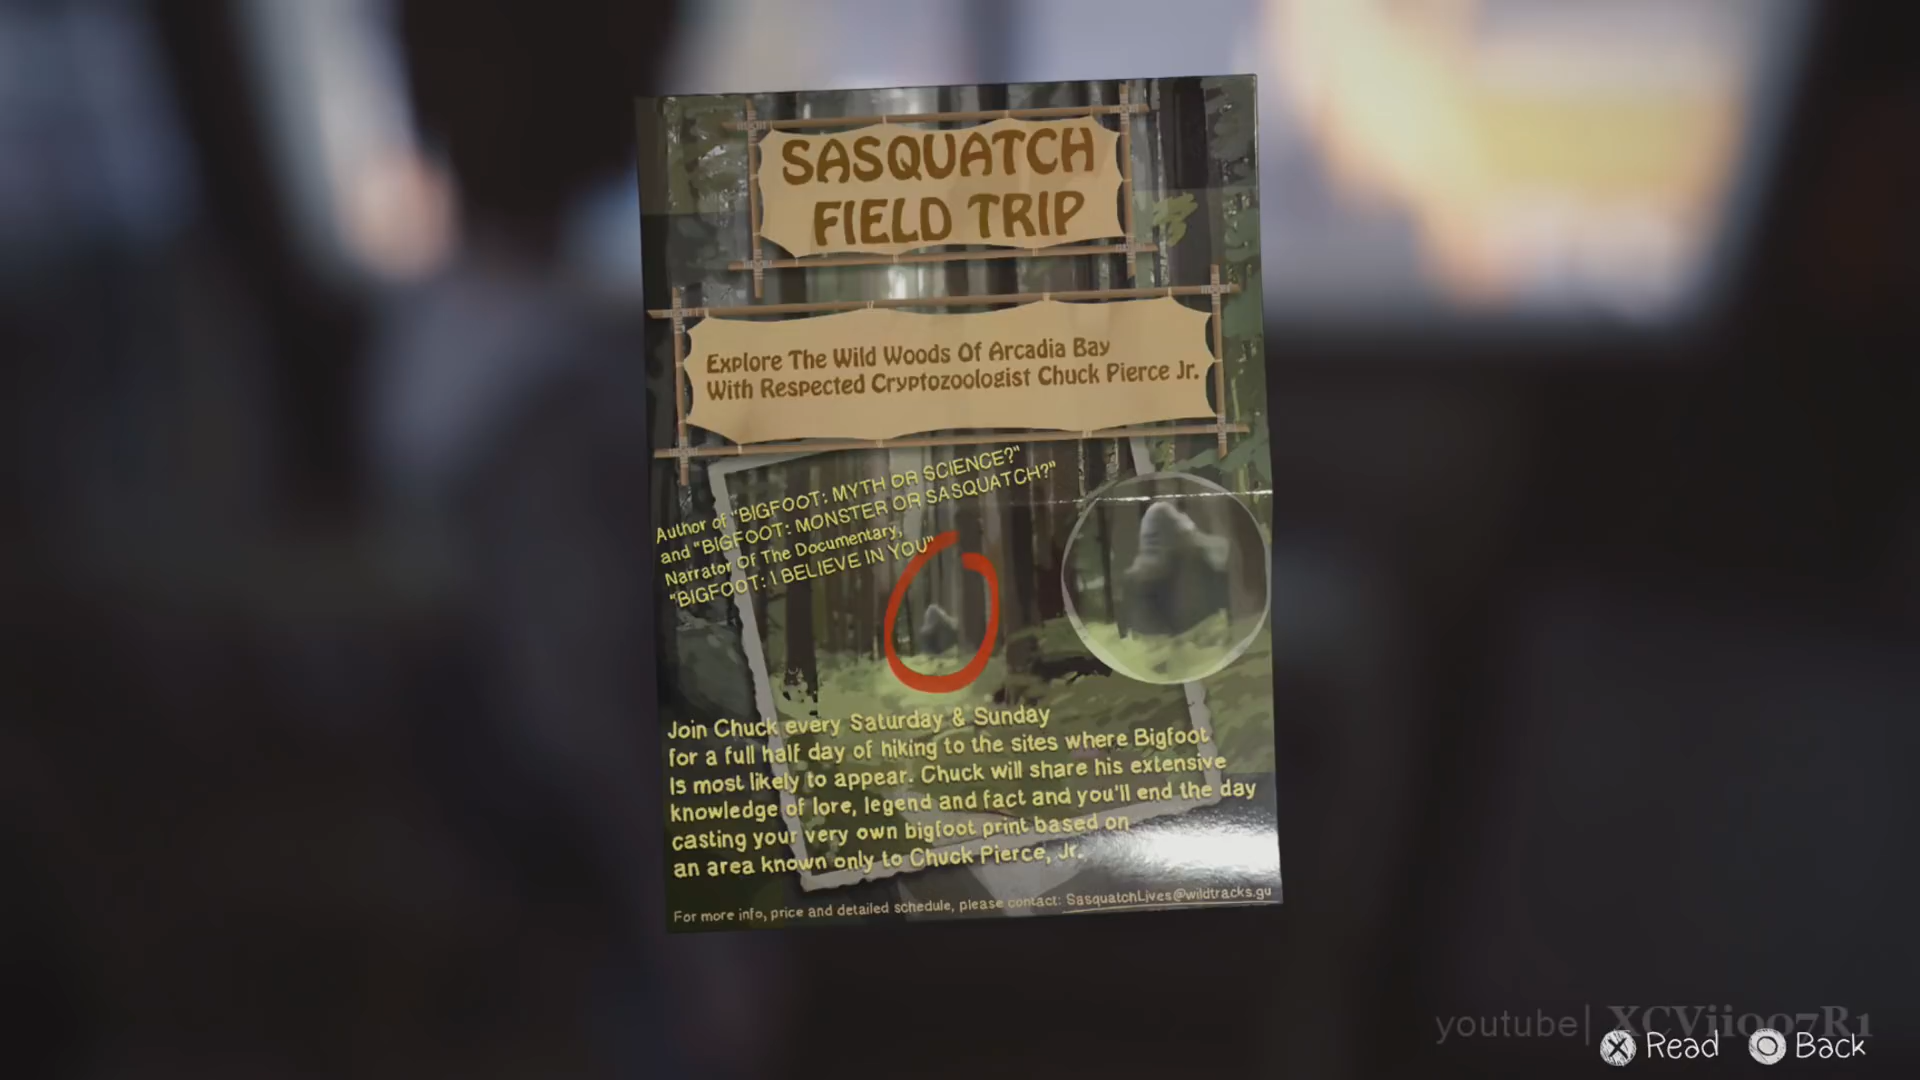 SASQUATCH
FIELD TRIP
Explore The Wild Woods Of Arcadia Bay
With Respected Cryptozoologist Chuck Pierce Jr.
Author of "BIGFOOT: MYTH OR SCIENCE?"
and "BIGFOOT: MONSTER OR SASQUATCH?"
Narrator Of The Documentary,
"BIGFOOT: I BELIEVE IN YOU"
Join Chuck every Saturday & Sunday
for a full half day of hiking to the sites where Bigfoot
Is most likely to appear. Chuck will share his extensive
knowledge of lore, legend and fact and you'll end the day
casting your very own bigfoot print based on
an area known only to Chuck Pierce, Jr.
For more info, price and detailed schedule, please contact: SasquatchLives@wildtracks.gu
youtube| XCVii007R1
Read Back